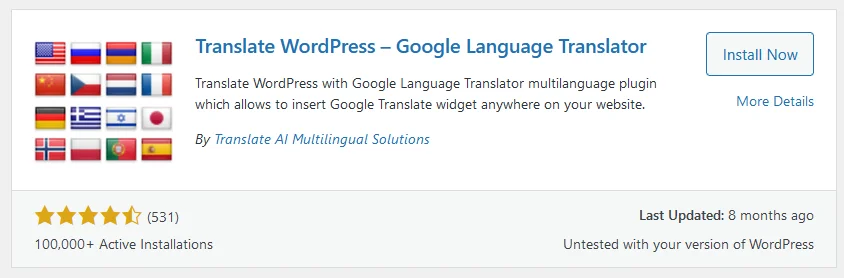 Translate WordPress – Google Language Translator
Install Now
Translate WordPress with Google Language Translator multilanguage plugin
which allows to insert Google Translate widget anywhere on your website.
More Details
By Translate AI Multilingual Solutions
(531)
Last Updated: 8 months ago
100,000+ Active Installations
Untested with your version of WordPress